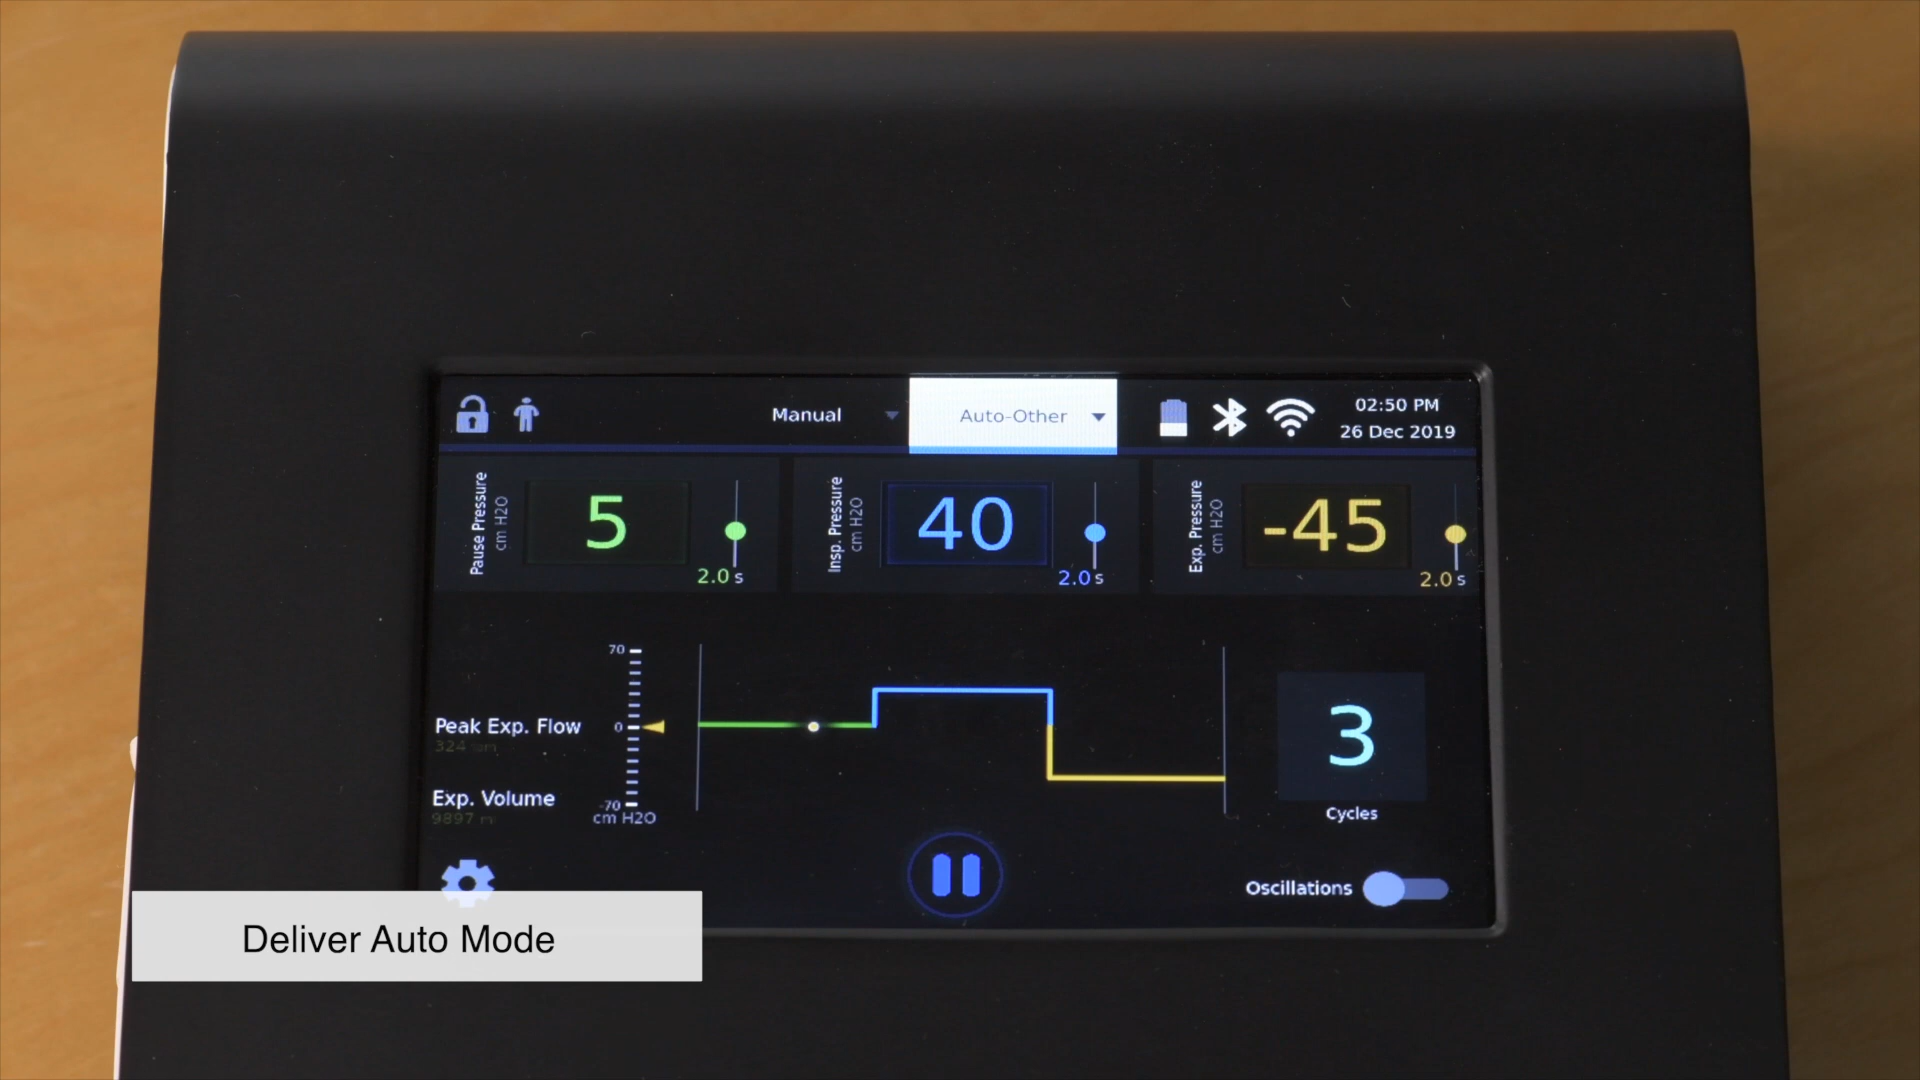 Manual
Auto-Other
02:50 PM
26 Dec 2019
Pause Pressure
cm H2O
5
2.0 s
Insp. Pressure
cm H2O
40
2.0 s
Exp. Pressure
cm H2O
-45
2.0 s
70
0
-70
cm H2O
Peak Exp. Flow
324
Exp. Volume
9897
3
Cycles
Oscillations
Deliver Auto Mode